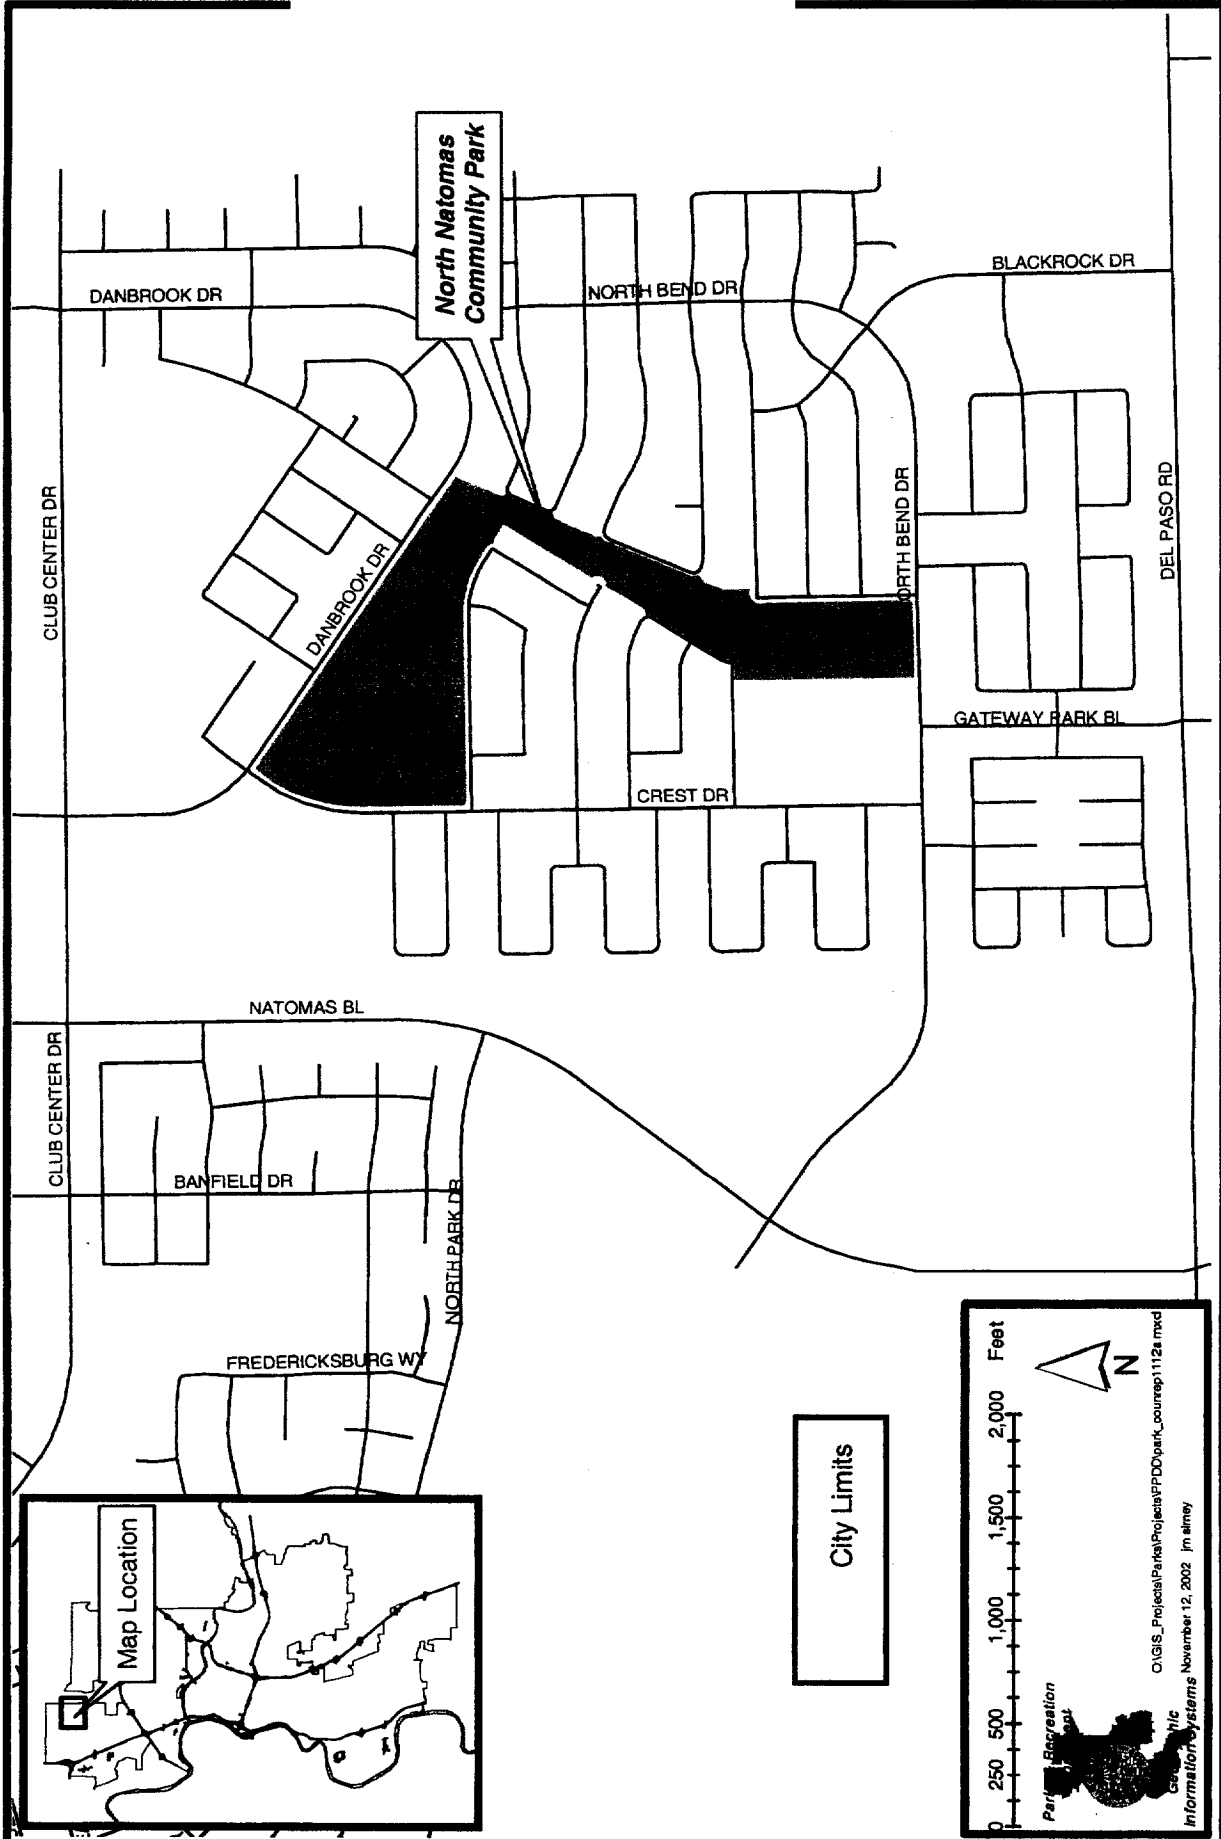 North Natomas
Community Park
DANBROOK DR
NORTH BEND DR
BLACKROCK DR
CLUB CENTER DR
DANBROOK DR
ORTH BEND DR
DEL PASO RD
GATEWAY PARK BL
CREST DR
NATOMAS BL
CLUB CENTER DR
BANFIELD DR
NORTH PARK DR
FREDERICKSBURG WY
Map Location
City Limits
0 250 500 1,000 1,500 2,000 Feet
N
Recreation
Information Systems
November 12, 2002